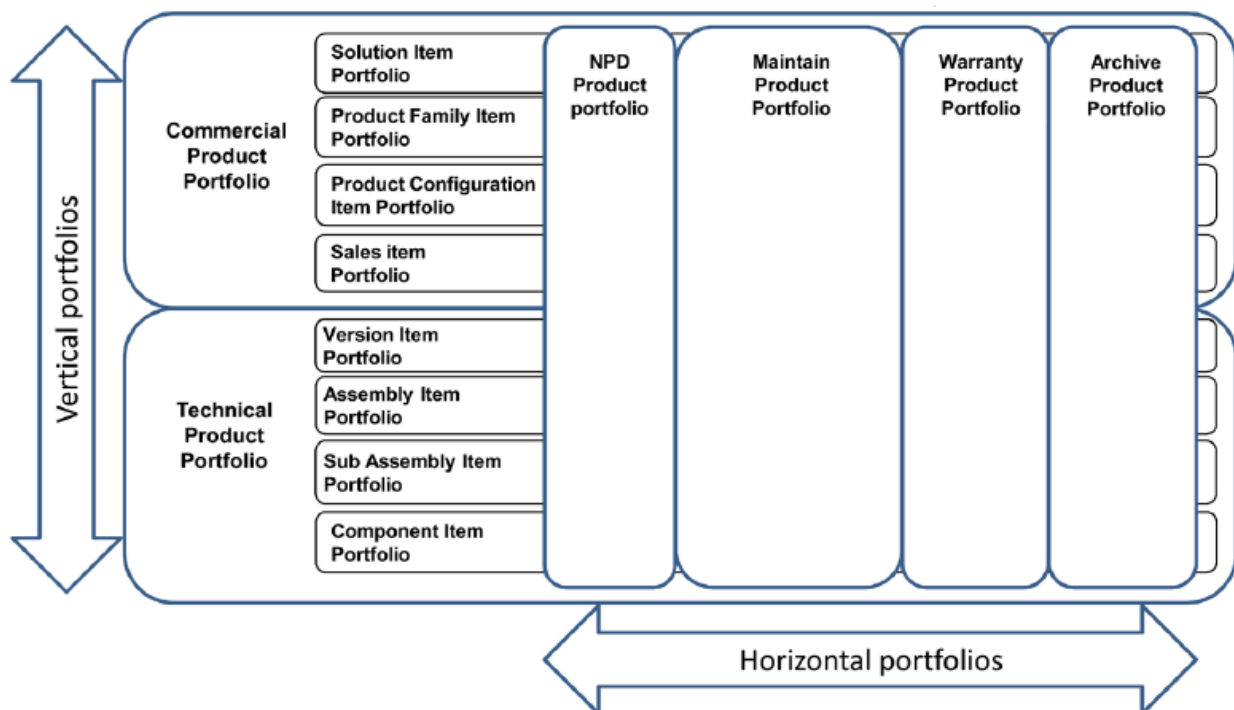 Vertical portfolios
Commercial
Product
Portfolio
Solution Item
Portfolio
Product Family Item
Portfolio
Product Configuration
Item Portfolio
Sales item
Portfolio
Technical
Product
Portfolio
Version Item
Portfolio
Assembly Item
Portfolio
Sub Assembly Item
Portfolio
Component Item
Portfolio
NPD
Product
portfolio
Maintain
Product
Portfolio
Warranty
Product
Portfolio
Archive
Product
Portfolio
Horizontal portfolios